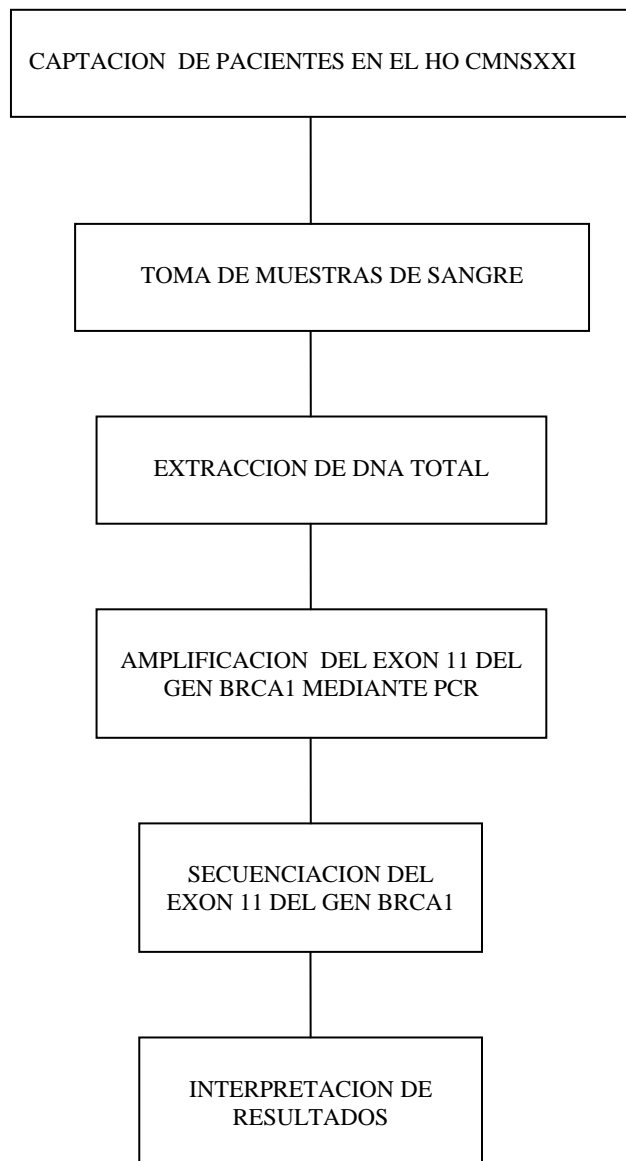 CAPTACION DE PACIENTES EN EL HO CMNSXXI
TOMA DE MUESTRAS DE SANGRE
EXTRACCION DE DNA TOTAL
AMPLIFICACION DEL EXON 11 DEL
GEN BRCA1 MEDIANTE PCR
SECUENCIACION DEL
EXON 11 DEL GEN BRCA1
INTERPRETACION DE
RESULTADOS